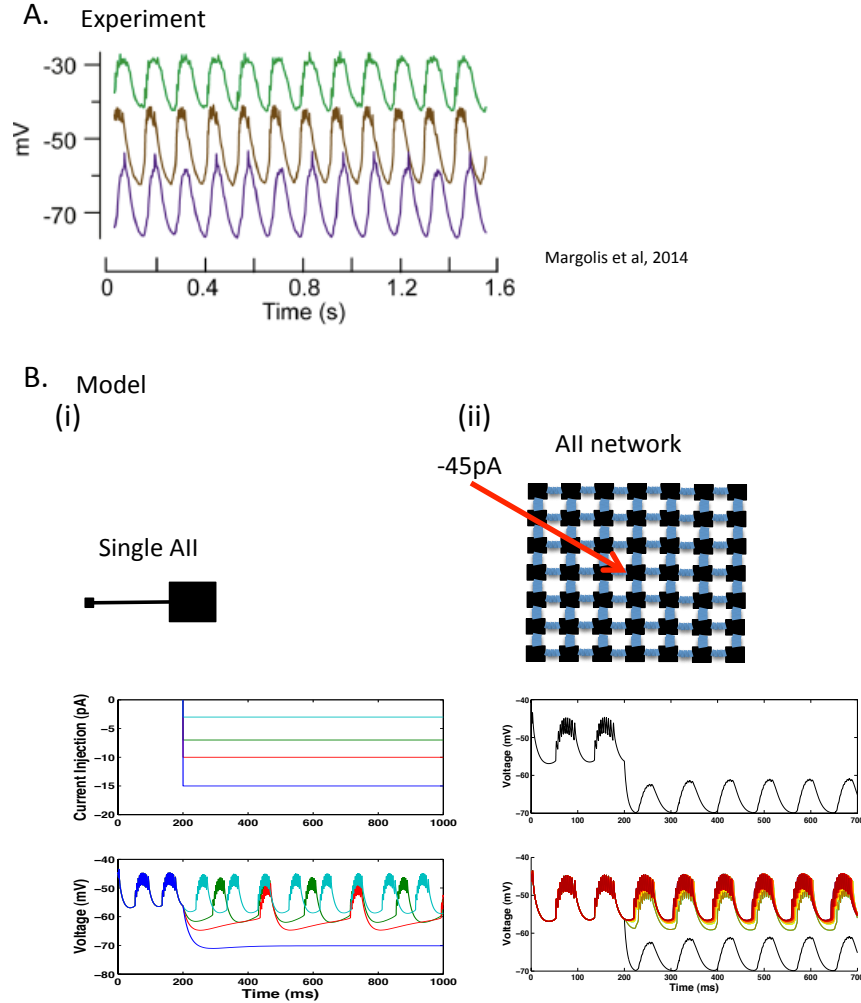 A. Experiment
-30
-50
-70
mV
0 0.4 0.8 1.2 1.6
Time (s)
Margolis et al, 2014
B. Model
(i)
Single AII
(ii)
AII network
-45pA
Current Injection (pA)
0
−5
−10
−15
−20
0 200 400 600 800 1000
Voltage (mV)
−40
−50
−60
−70
−80
0 200 400 600 800 1000
Time (ms)
Voltage (mV)
−40
−50
−60
−70
0 100 200 300 400 500 600 700
Voltage (mV)
−40
−50
−60
−70
0 100 200 300 400 500 600 700
Time (ms)